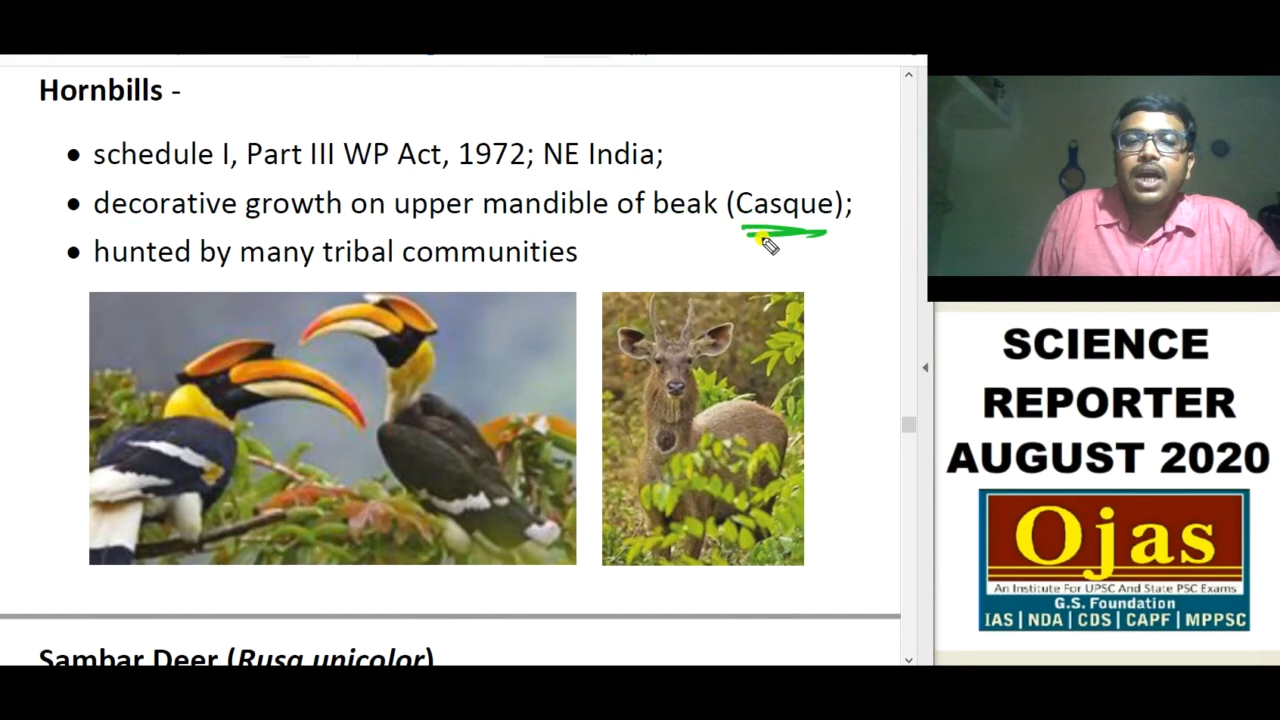 Hornbills -
• schedule I, Part III WP Act, 1972; NE India;
• decorative growth on upper mandible of beak (Casque);
• hunted by many tribal communities
Sambar Deer (Rusa unicolor)
SCIENCE
REPORTER
AUGUST 2020
Ojas
An Institute For UPSC And State PSC Exams
G.S. Foundation
IAS | NDA | CDS | CAPF | MPPSC